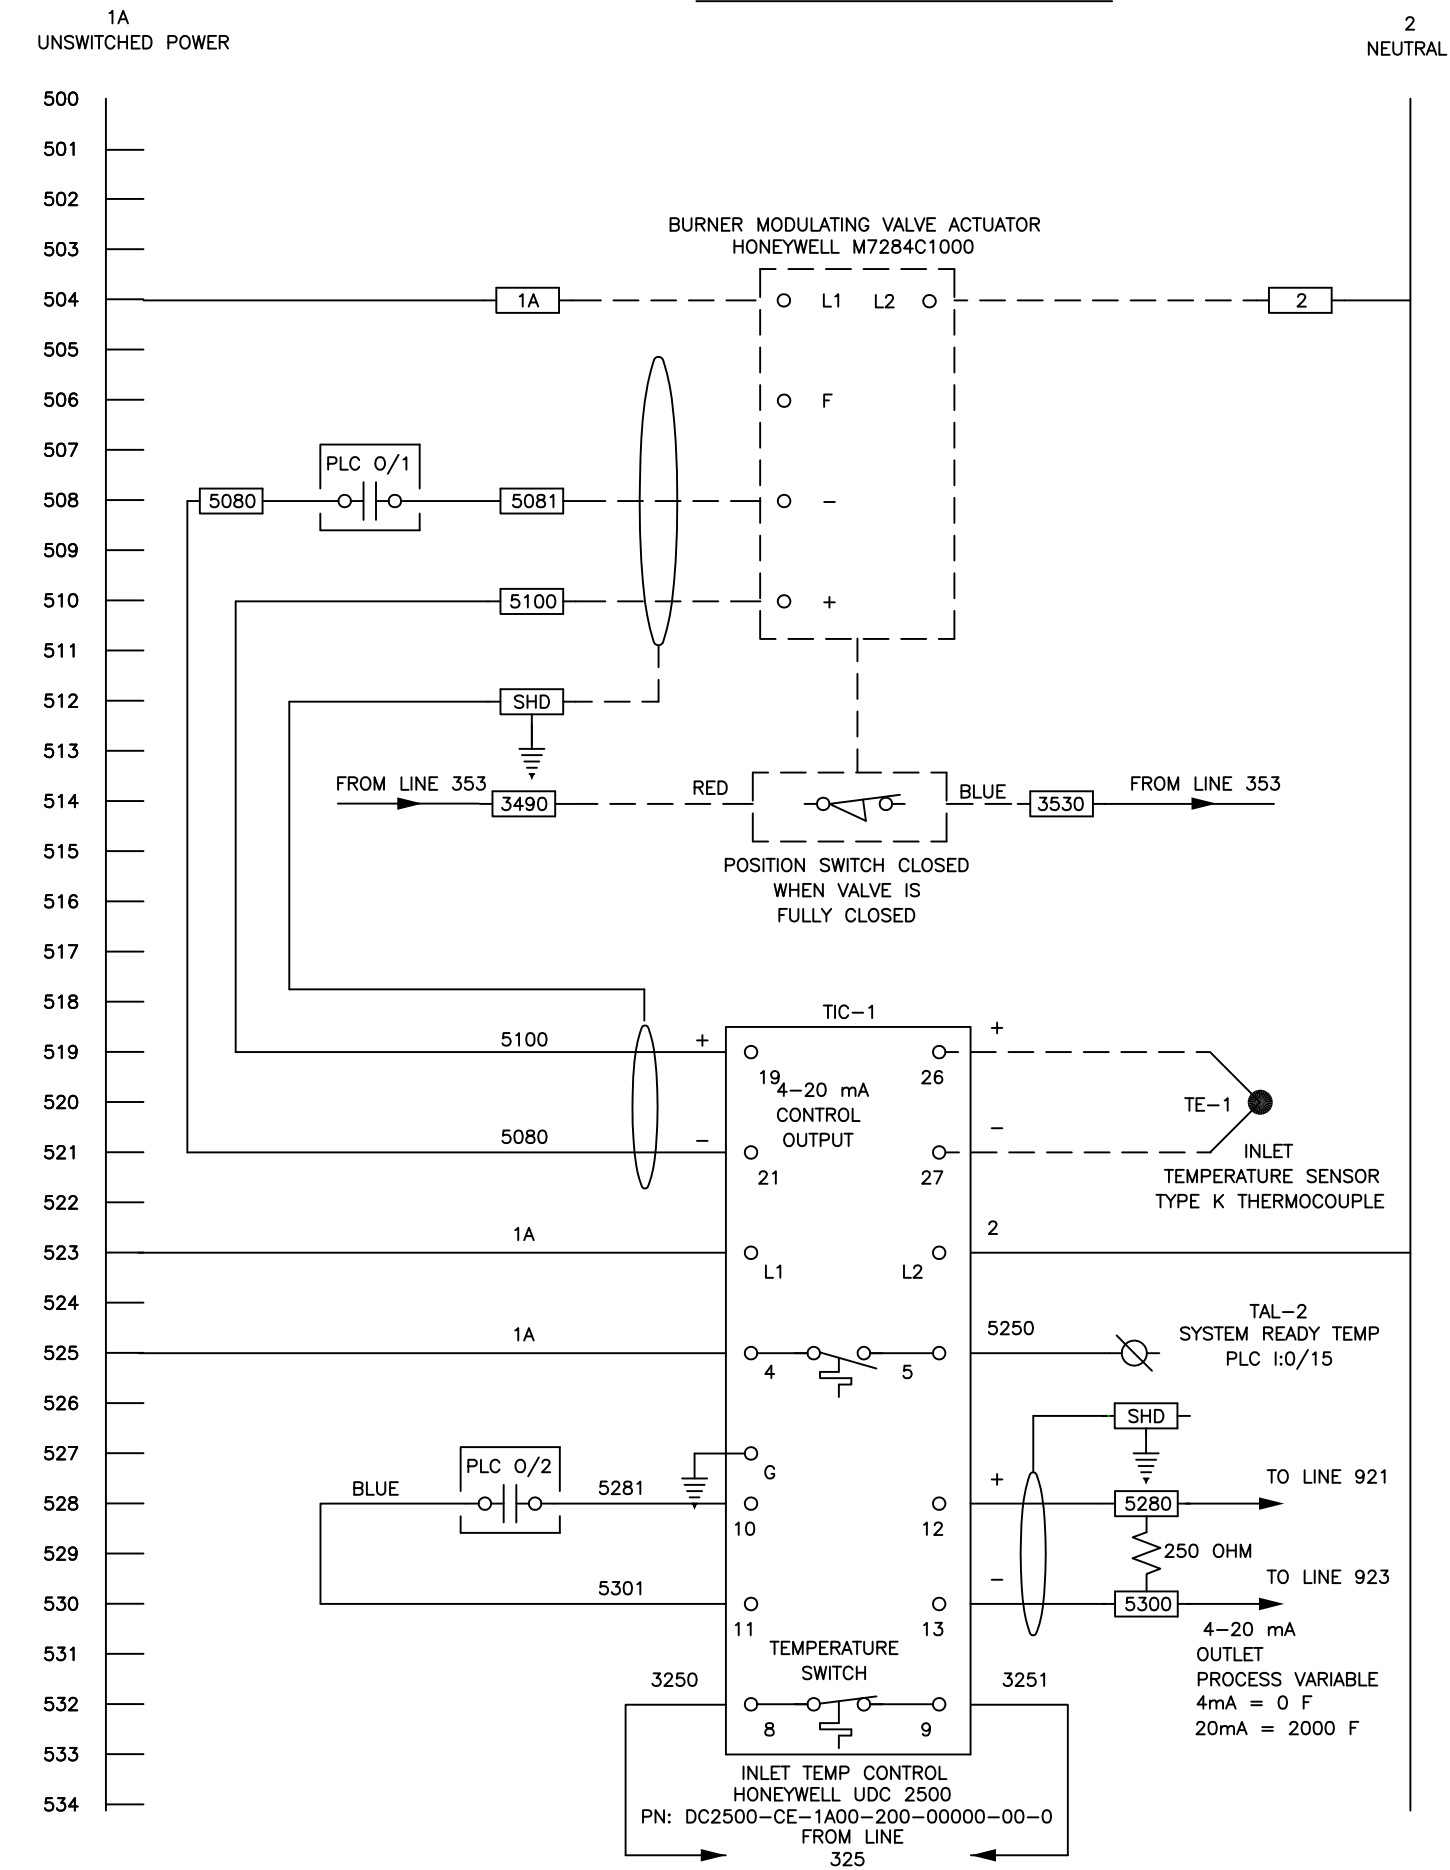 1A
UNSWITCHED POWER
2
NEUTRAL
500
501
502
503
BURNER MODULATING VALVE ACTUATOR
HONEYWELL M7284C1000
504
1A
L1 L2
2
505
506
F
507
PLC O/1
508
5080
5081
−
509
510
5100
+
511
512
SHD
513
FROM LINE 353
RED
BLUE
FROM LINE 353
514
3490
3530
515
POSITION SWITCH CLOSED
WHEN VALVE IS
FULLY CLOSED
516
517
518
TIC-1
519
5100
+
+
19
26
520
4-20 mA
CONTROL
OUTPUT
TE-1
521
5080
−
−
21
27
INLET
TEMPERATURE SENSOR
TYPE K THERMOCOUPLE
522
523
1A
2
L1
L2
524
525
1A
5250
4
5
TAL-2
SYSTEM READY TEMP
PLC I:0/15
526
SHD
527
G
PLC O/2
+
TO LINE 921
528
BLUE
5281
5280
10
12
529
250 OHM
−
TO LINE 923
530
5301
5300
11
13
531
TEMPERATURE
SWITCH
4-20 mA
OUTLET
PROCESS VARIABLE
4mA = 0 F
20mA = 2000 F
532
3250
3251
8
9
533
534
INLET TEMP CONTROL
HONEYWELL UDC 2500
PN: DC2500-CE-1A00-200-00000-00-0
FROM LINE
325